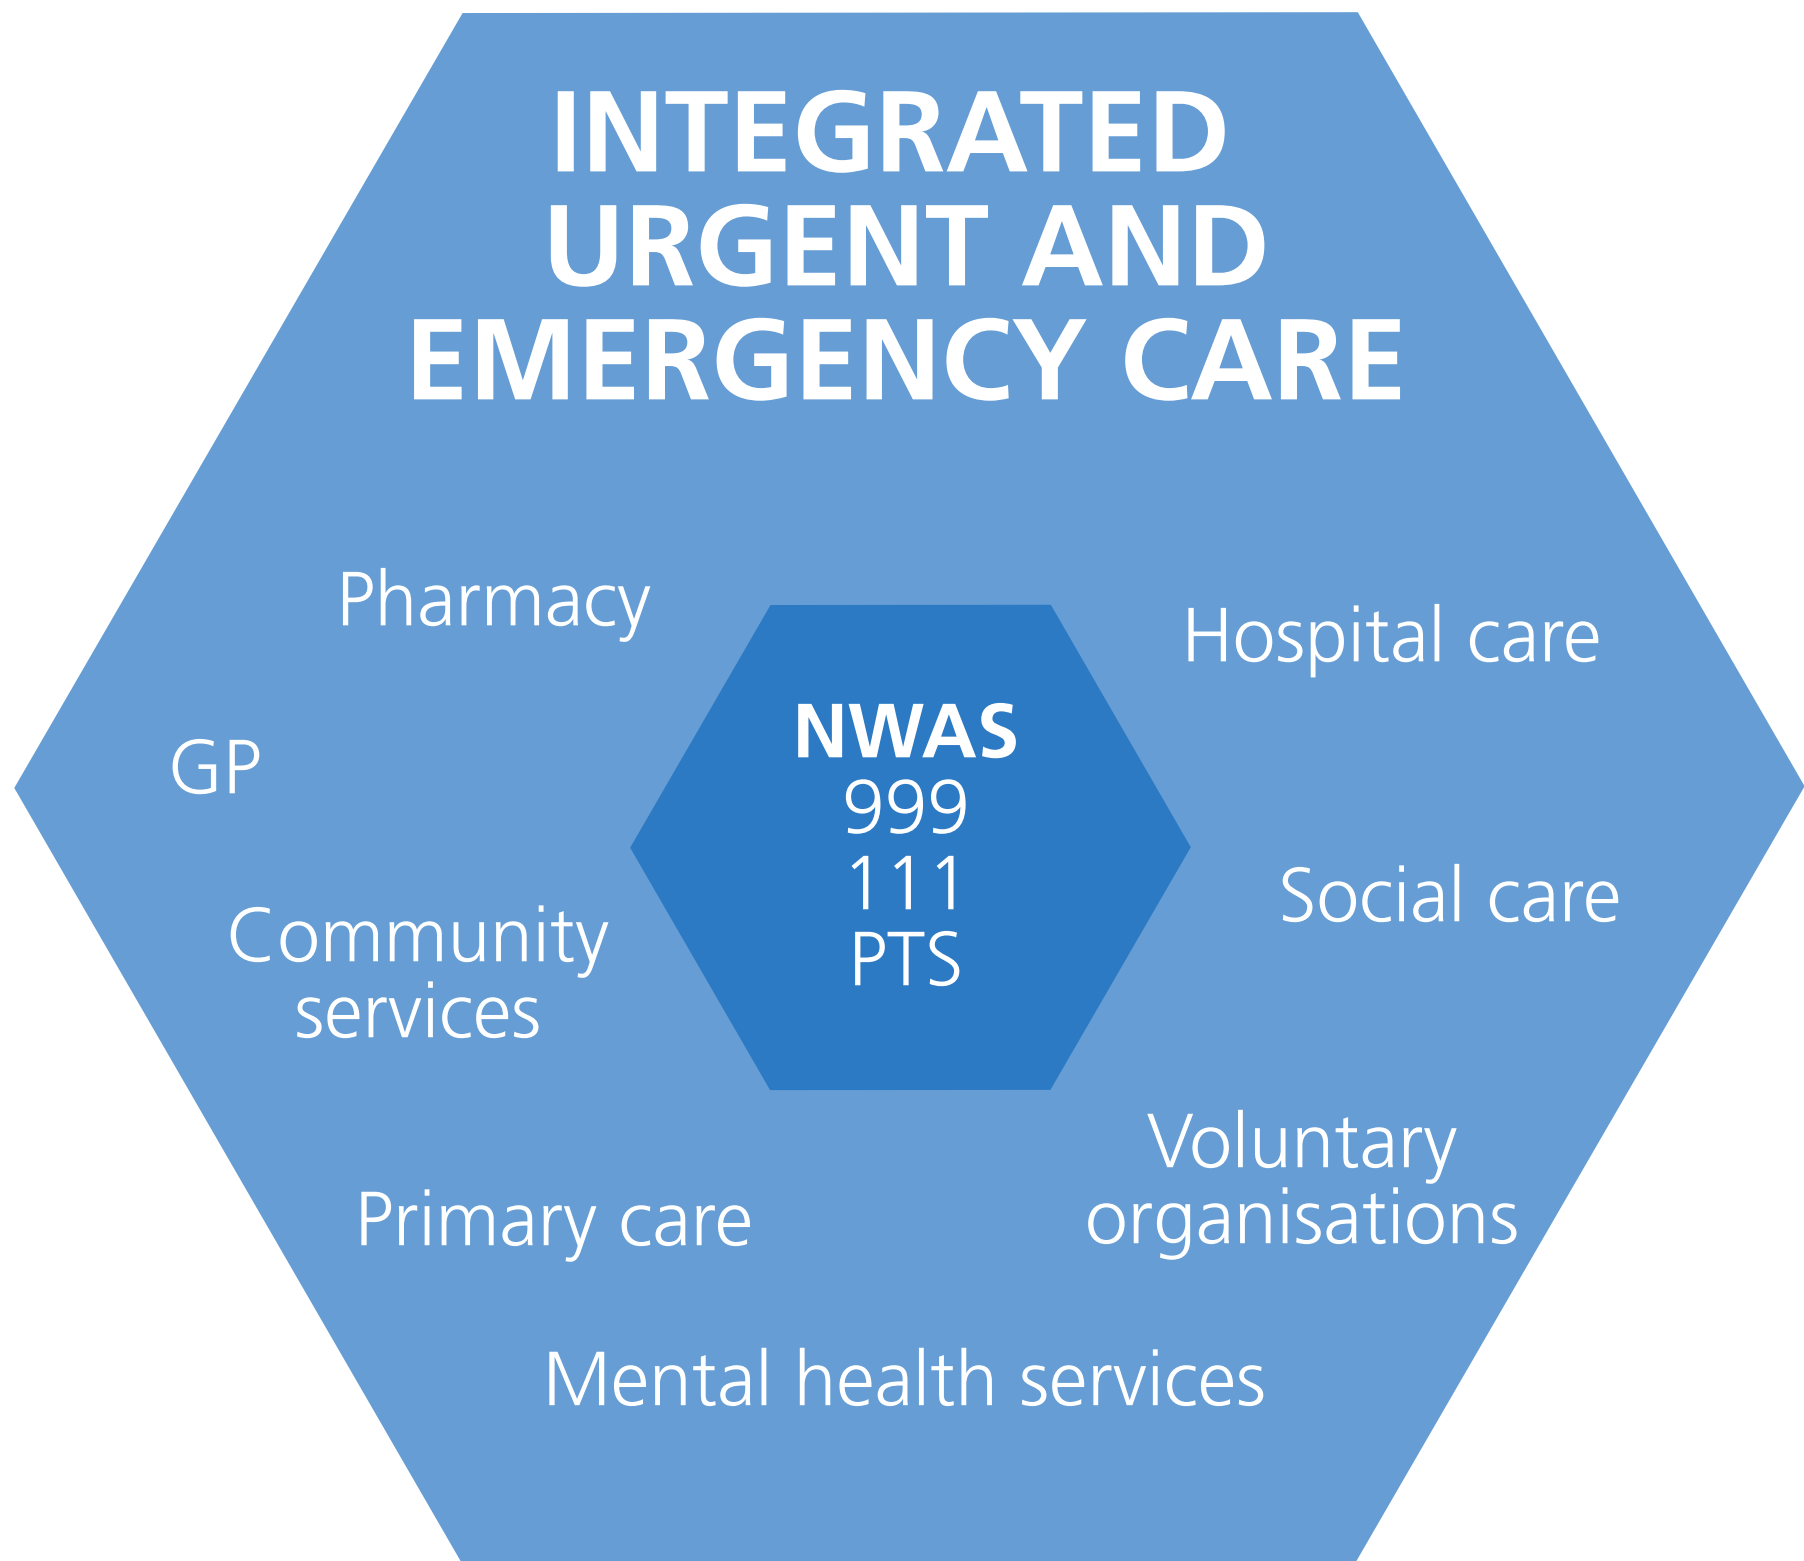 INTEGRATED
URGENT AND
EMERGENCY CARE
Pharmacy
GP
Community
services
Primary care
Mental health services
NWAS
999
111
PTS
Hospital care
Social care
Voluntary
organisations